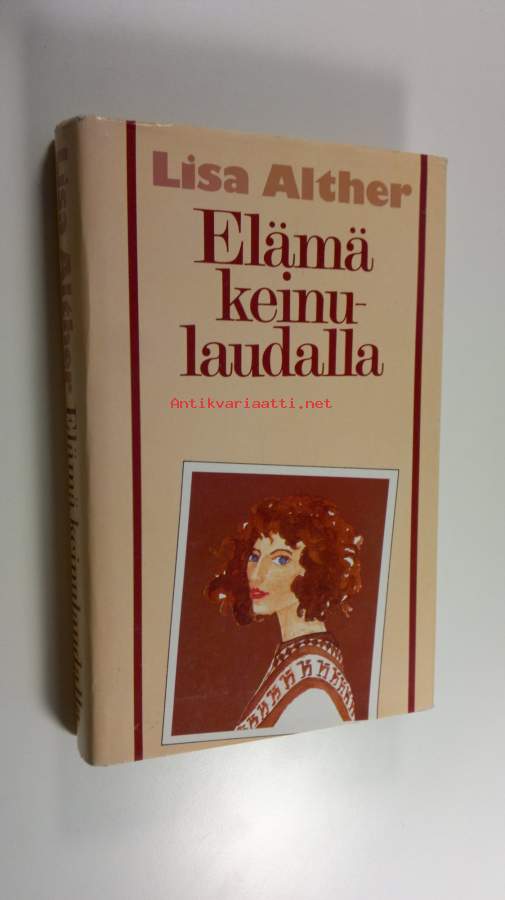 Lisa Alther
Elämä
keinu-
laudalla
Antikvariaatti.net
Lisa Alther Elämä keinulaudalla